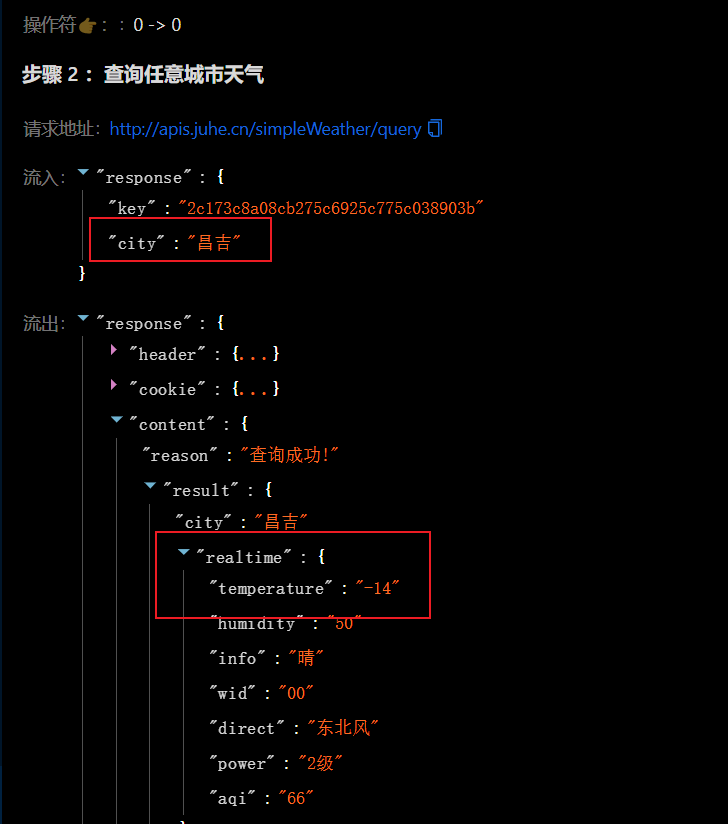 操作符👉：: 0 -> 0
步骤 2 ：查询任意城市天气
请求地址: http://apis.juhe.cn/simpleWeather/query
流入: "response" : {
"key" : "2c173c8a08cb275c6925c775c038903b"
"city" : "昌吉"
}
流出: "response" : {
"header" : {...}
"cookie" : {...}
"content" : {
"reason" : "查询成功!"
"result" : {
"city" : "昌吉"
"realtime" : {
"temperature" : "-14"
"humidity" : "50"
"info" : "晴"
"wid" : "00"
"direct" : "东北风"
"power" : "2级"
"aqi" : "66"
}